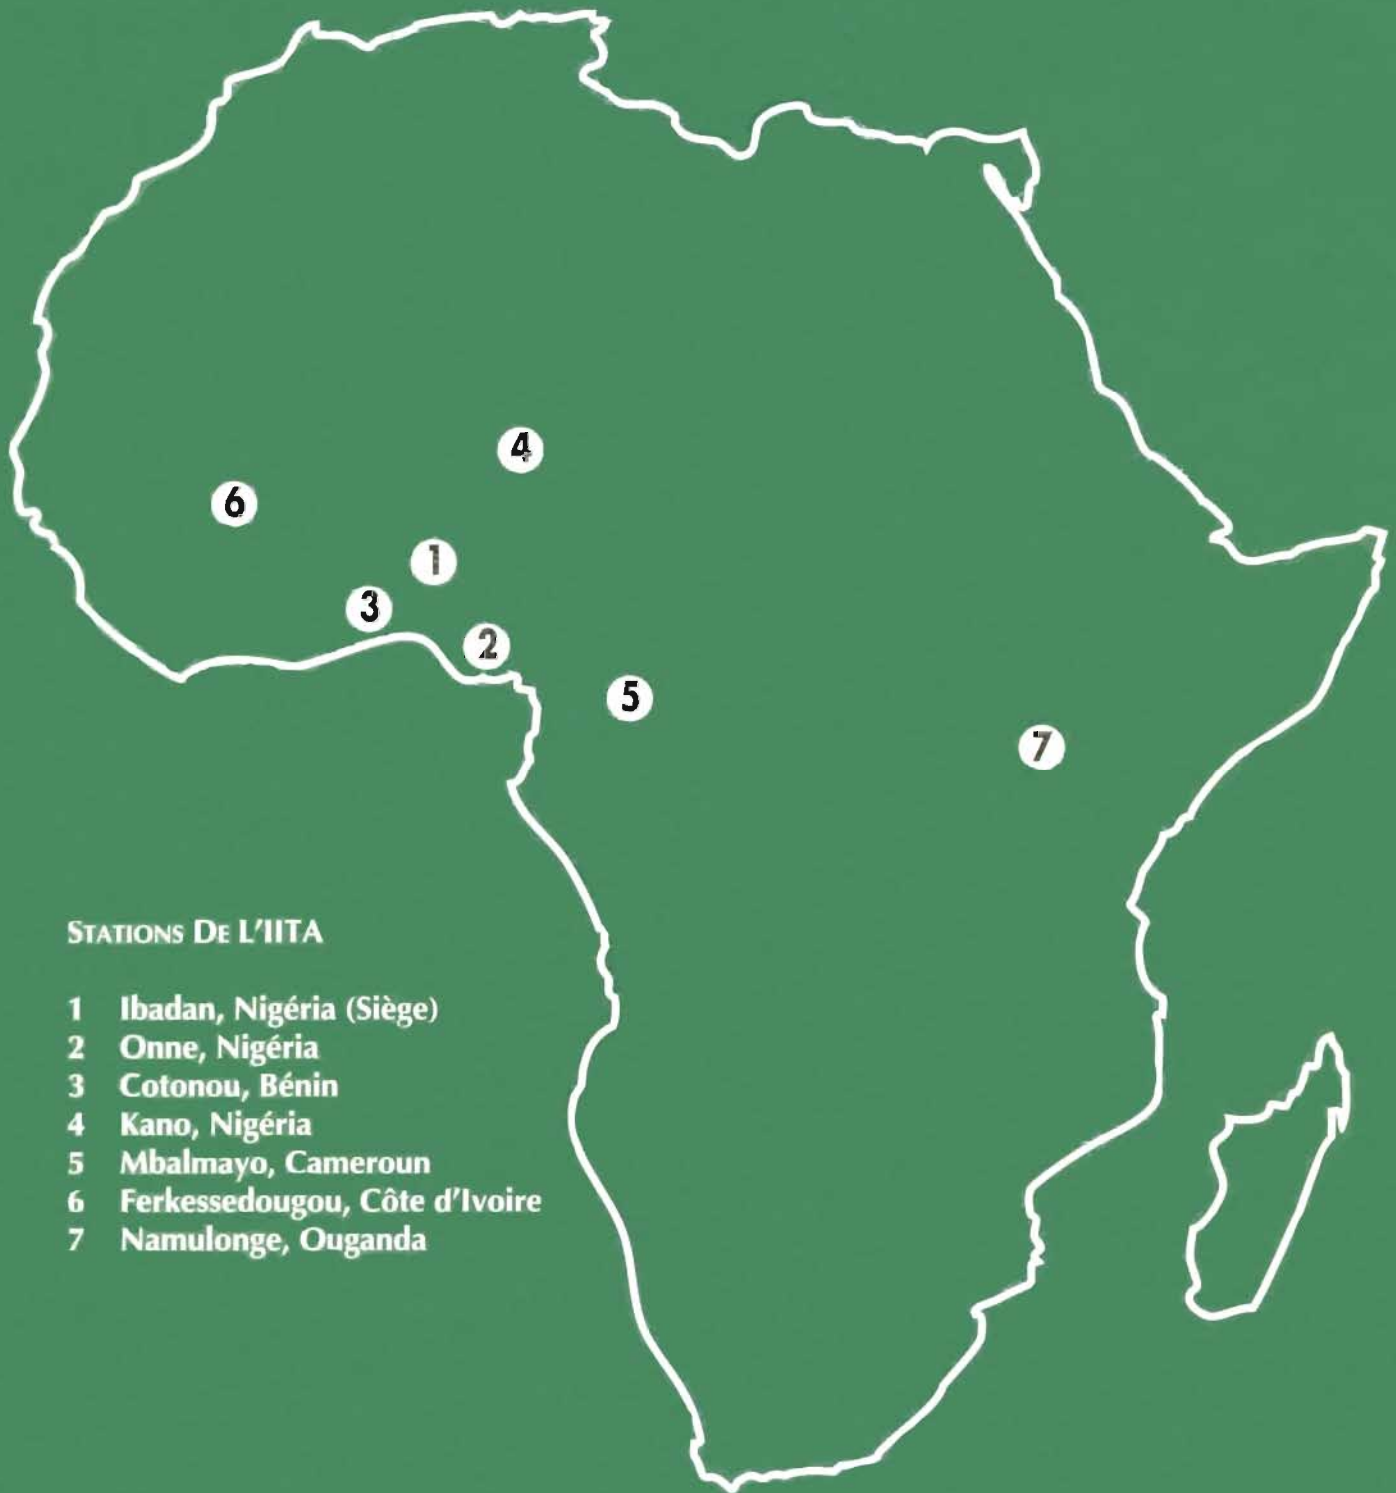 4
6
1
3
2
5
7
STATIONS DE L'IITA
1 Ibadan, Nigéria (Siège)
2 Onne, Nigéria
3 Cotonou, Bénin
4 Kano, Nigéria
5 Mbalmayo, Cameroun
6 Ferkessedougou, Côte d'Ivoire
7 Namulonge, Ouganda